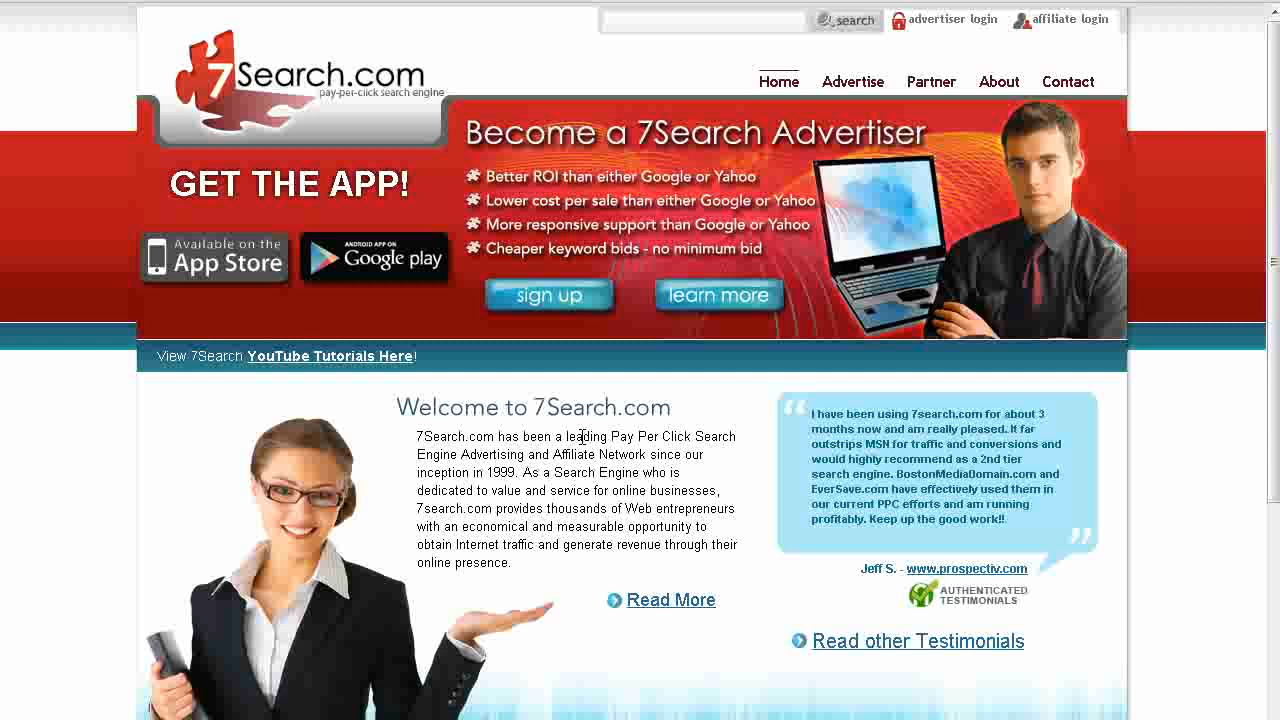 search
advertiser login
affiliate login
7Search.com
pay-per-click search engine
Home
Advertise
Partner
About
Contact
GET THE APP!
Available on the
App Store
ANDROID APP ON
Google play
Become a 7Search Advertiser
Better ROI than either Google or Yahoo
Lower cost per sale than either Google or Yahoo
More responsive support than Google or Yahoo
Cheaper keyword bids - no minimum bid
sign up
learn more
View 7Search YouTube Tutorials Here!
Welcome to 7Search.com
7Search.com has been a leading Pay Per Click Search
Engine Advertising and Affiliate Network since our
inception in 1999. As a Search Engine who is
dedicated to value and service for online businesses,
7search.com provides thousands of Web entrepreneurs
with an economical and measurable opportunity to
obtain Internet traffic and generate revenue through their
online presence.
Read More
"I have been using 7search.com for about 3
months now and am really pleased. It far
outstrips MSN for traffic and conversions and
would highly recommend as a 2nd tier
search engine. BostonMediaDomain.com and
EverSave.com have effectively used them in
our current PPC efforts and am running
profitably. Keep up the good work!!"
Jeff S. - www.prospectiv.com
AUTHENTICATED
TESTIMONIALS
Read other Testimonials